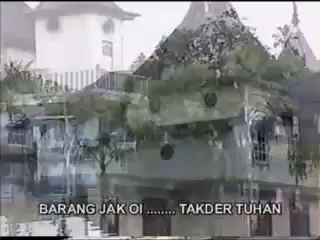 BARANG JAK OI ........ TAKDER TUHAN